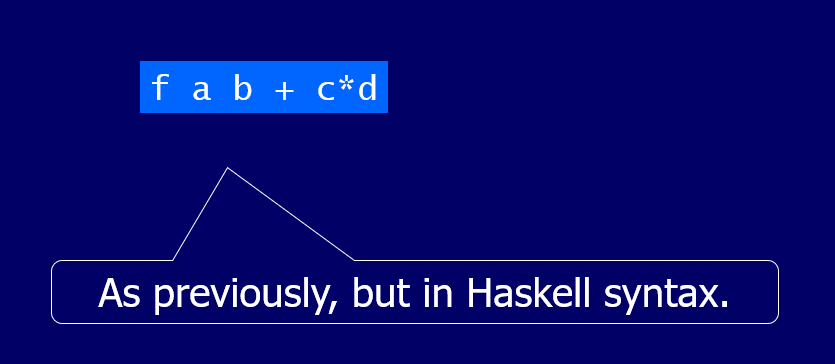 f a b + c*d
As previously, but in Haskell syntax.